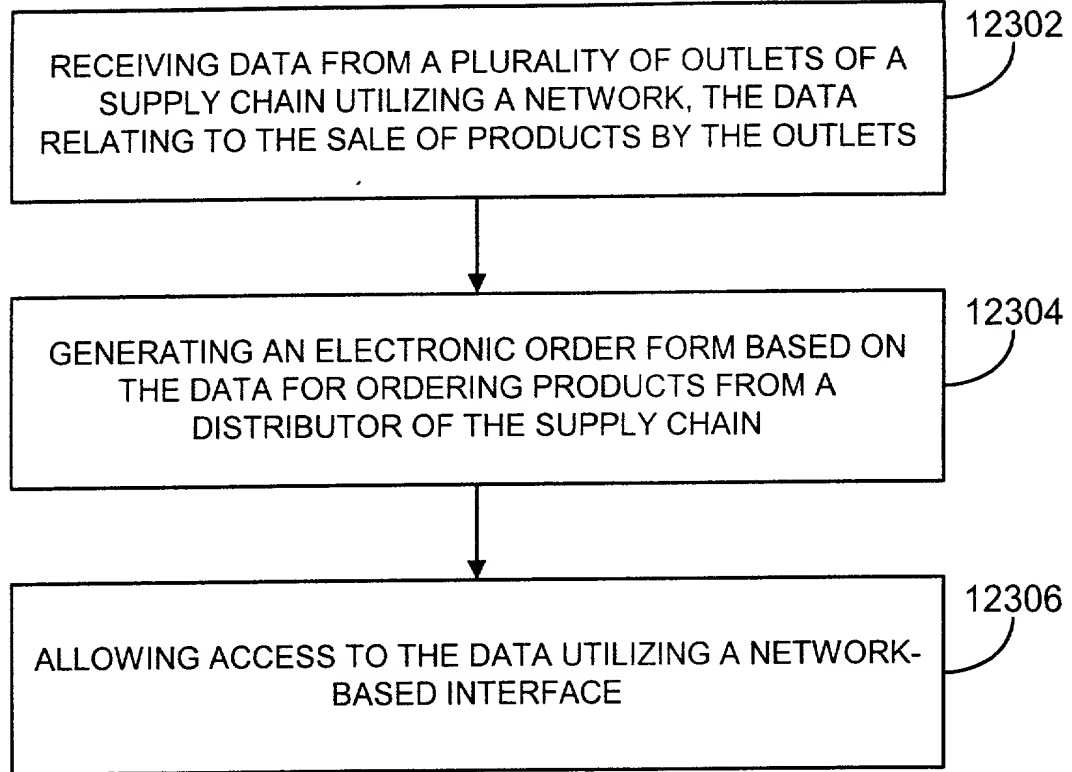 12302
RECEIVING DATA FROM A PLURALITY OF OUTLETS OF A
SUPPLY CHAIN UTILIZING A NETWORK, THE DATA
RELATING TO THE SALE OF PRODUCTS BY THE OUTLETS
12304
GENERATING AN ELECTRONIC ORDER FORM BASED ON
THE DATA FOR ORDERING PRODUCTS FROM A
DISTRIBUTOR OF THE SUPPLY CHAIN
12306
ALLOWING ACCESS TO THE DATA UTILIZING A NETWORK-
BASED INTERFACE